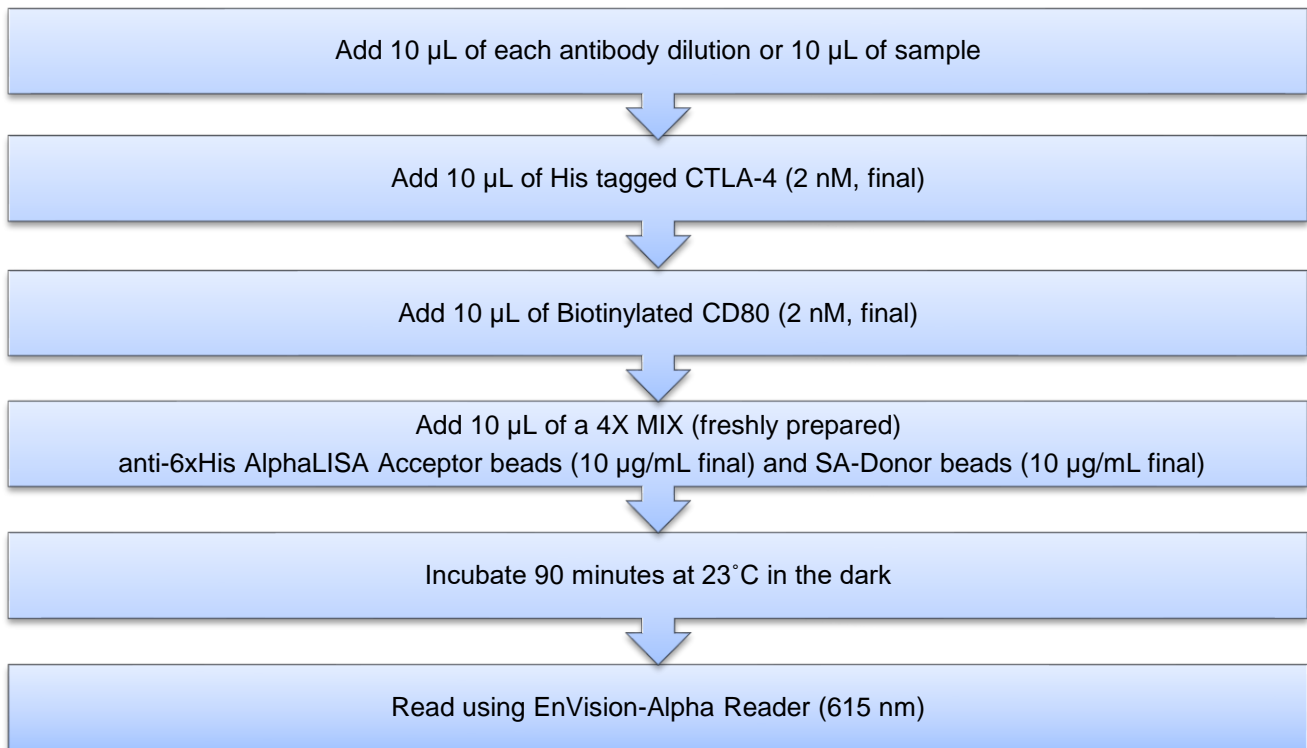 Add 10 µL of each antibody dilution or 10 µL of sample
Add 10 µL of His tagged CTLA-4 (2 nM, final)
Add 10 µL of Biotinylated CD80 (2 nM, final)
Add 10 µL of a 4X MIX (freshly prepared)
anti-6xHis AlphaLISA Acceptor beads (10 µg/mL final) and SA-Donor beads (10 µg/mL final)
Incubate 90 minutes at 23˚C in the dark
Read using EnVision-Alpha Reader (615 nm)